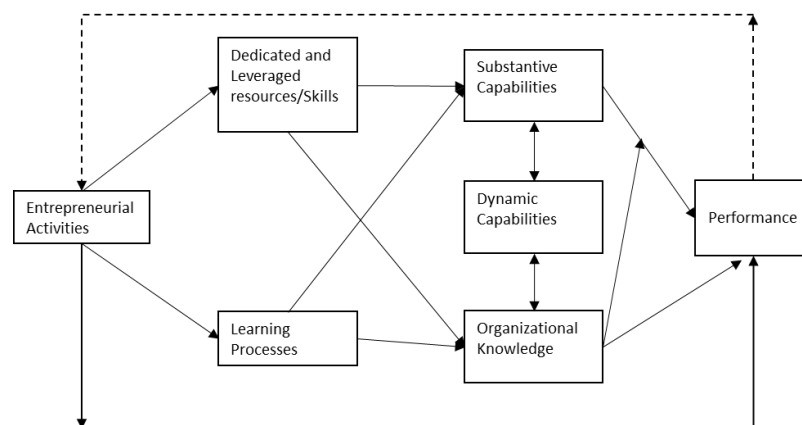 Dedicated and
Leveraged
resources/Skills
Substantive
Capabilities
Entrepreneurial
Activities
Dynamic
Capabilities
Performance
Learning
Processes
Organizational
Knowledge